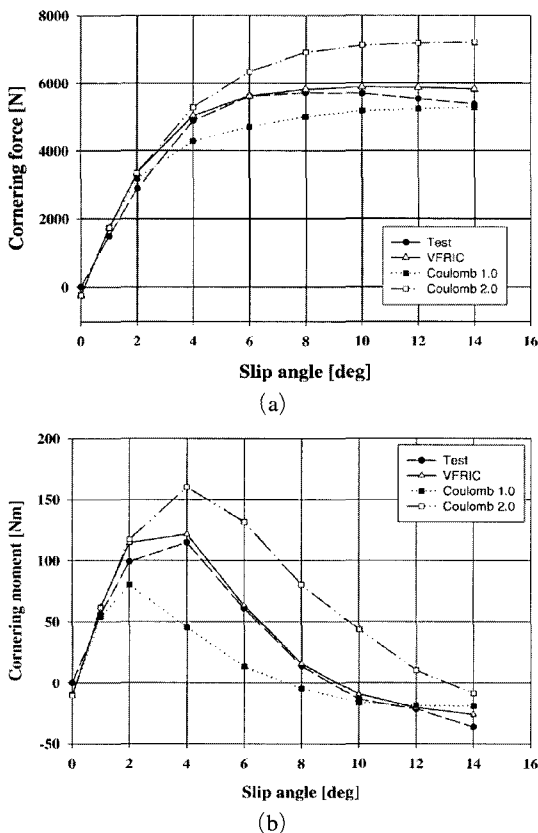 8000
6000
4000
2000
0
Cornering force [N]
Test
VFRIC
Coulomb 1.0
Coulomb 2.0
0 2 4 6 8 10 12 14 16
Slip angle [deg]
(a)
200
150
100
50
0
-50
Cornering moment [Nm]
Test
VFRIC
Coulomb 1.0
Coulomb 2.0
0 2 4 6 8 10 12 14 16
Slip angle [deg]
(b)